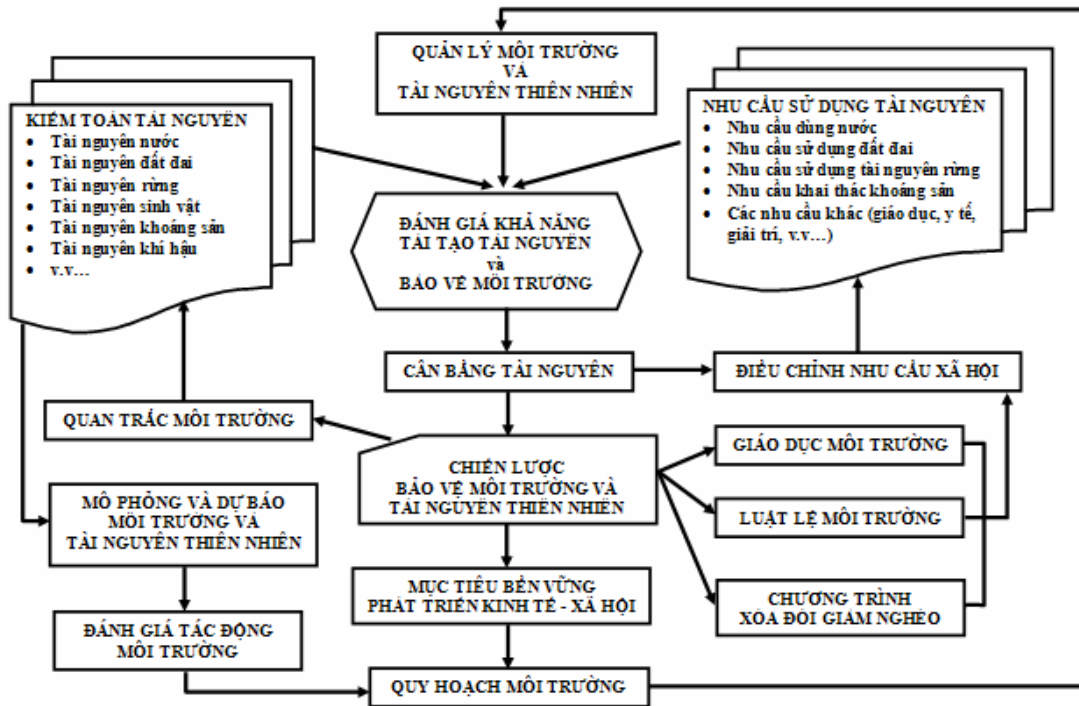 QUẢN LÝ MÔI TRƯỜNG
VÀ
TÀI NGUYÊN THIÊN NHIÊN
KIỂM TOÁN TÀI NGUYÊN
• Tài nguyên nước
• Tài nguyên đất đai
• Tài nguyên rừng
• Tài nguyên sinh vật
• Tài nguyên khoáng sản
• Tài nguyên khí hậu
• v.v...
NHU CẦU SỬ DỤNG TÀI NGUYÊN
• Nhu cầu dùng nước
• Nhu cầu sử dụng đất đai
• Nhu cầu sử dụng tài nguyên rừng
• Nhu cầu khai thác khoáng sản
• Các nhu cầu khác (giáo dục, y tế,
giải trí, v.v...)
ĐÁNH GIÁ KHẢ NĂNG
TÁI TẠO TÀI NGUYÊN
và
BẢO VỆ MÔI TRƯỜNG
CÂN BẰNG TÀI NGUYÊN
ĐIỀU CHỈNH NHU CẦU XÃ HỘI
QUAN TRẮC MÔI TRƯỜNG
CHIẾN LƯỢC
BẢO VỆ MÔI TRƯỜNG VÀ
TÀI NGUYÊN THIÊN NHIÊN
GIÁO DỤC MÔI TRƯỜNG
LUẬT LỆ MÔI TRƯỜNG
CHƯƠNG TRÌNH
XÓA ĐÓI GIẢM NGHÈO
MÔ PHỎNG VÀ DỰ BÁO
MÔI TRƯỜNG VÀ
TÀI NGUYÊN THIÊN NHIÊN
MỤC TIÊU BỀN VỮNG
PHÁT TRIỂN KINH TẾ - XÃ HỘI
ĐÁNH GIÁ TÁC ĐỘNG
MÔI TRƯỜNG
QUY HOẠCH MÔI TRƯỜNG